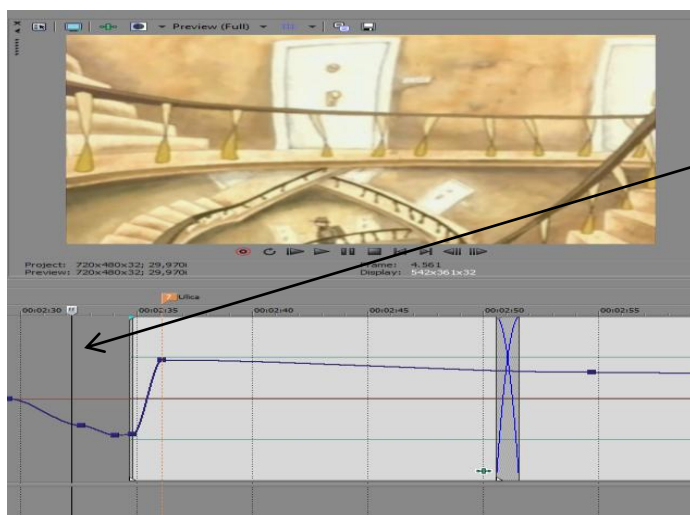 Preview (Full)
Project: 720x480x32; 29,970i
Frame: 4.561
Preview: 720x480x32; 29,970i
Display: 542x361x32
7 Ulica
00:02:30
00:02:35
00:02:40
00:02:45
00:02:50
00:02:55